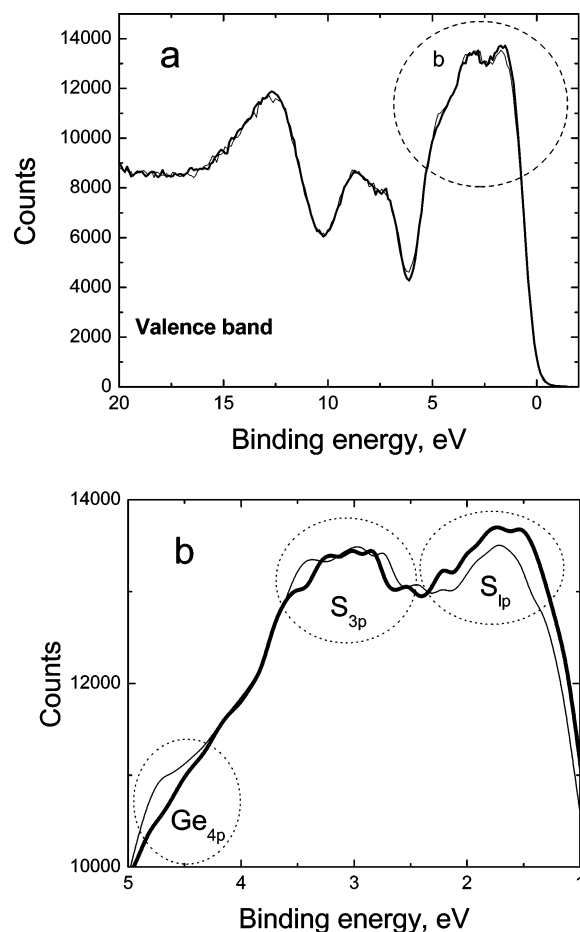 a
b
14000
12000
10000
8000
6000
4000
2000
0
Counts
Valence band
20 15 10 5 0
Binding energy, eV
b
14000
12000
10000
Counts
S3p
Slp
Ge4p
5 4 3 2 1
Binding energy, eV